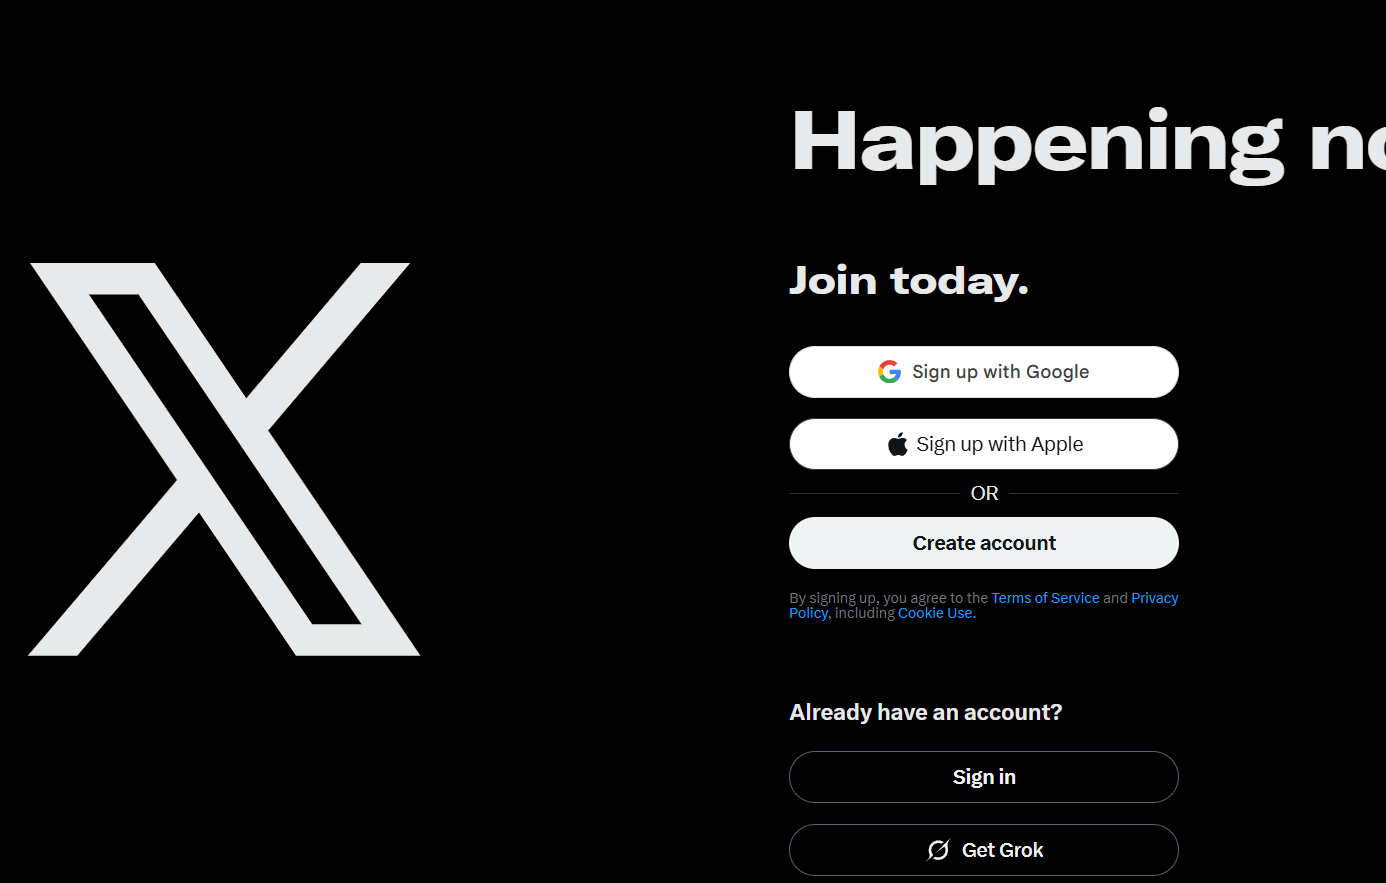 Happening no
Join today.
Sign up with Google
Sign up with Apple
OR
Create account
By signing up, you agree to the Terms of Service and Privacy
Policy, including Cookie Use.
Already have an account?
Sign in
Get Grok